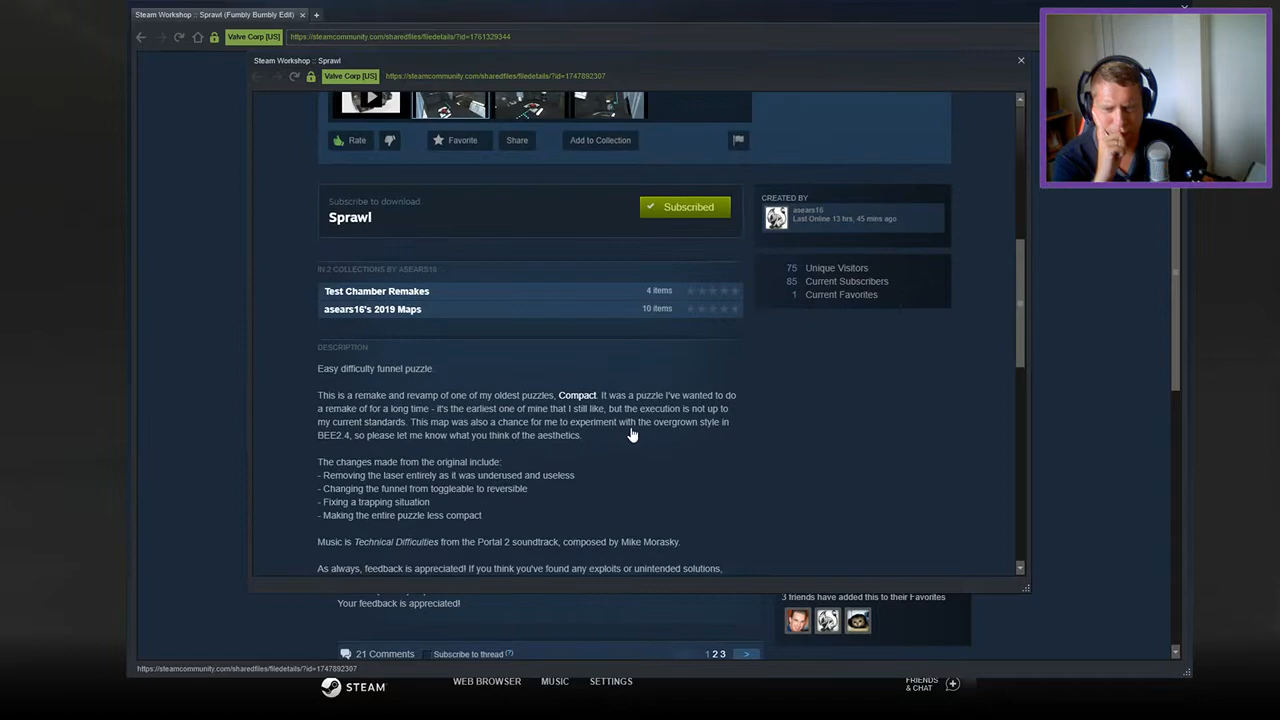 Steam Workshop :: Sprawl (Fumbly Bumbly Edit)
Valve Corp [US]
https://steamcommunity.com/sharedfiles/filedetails/?id=1761329344
Steam Workshop :: Sprawl
Valve Corp [US]
https://steamcommunity.com/sharedfiles/filedetails/?id=1747892307
Rate
Favorite
Share
Add to Collection
Subscribe to download
Sprawl
Subscribed
CREATED BY
asears16
Last Online 13 hrs, 45 mins ago
75 Unique Visitors
85 Current Subscribers
1 Current Favorites
IN 2 COLLECTIONS BY ASEARS16
Test Chamber Remakes 4 items
asears16's 2019 Maps 10 items
DESCRIPTION
Easy difficulty funnel puzzle.
This is a remake and revamp of one of my oldest puzzles, Compact. It was a puzzle I've wanted to do
a remake of for a long time - it's the earliest one of mine that I still like, but the execution is not up to
my current standards. This map was also a chance for me to experiment with the overgrown style in
BEE2.4, so please let me know what you think of the aesthetics.
The changes made from the original include:
- Removing the laser entirely as it was underused and useless
- Changing the funnel from toggleable to reversible
- Fixing a trapping situation
- Making the entire puzzle less compact
Music is Technical Difficulties from the Portal 2 soundtrack, composed by Mike Morasky.
As always, feedback is appreciated! If you think you've found any exploits or unintended solutions,
Your feedback is appreciated!
3 friends have added this to their Favorites
21 Comments
Subscribe to thread (?)
1 2 3 >
https://steamcommunity.com/sharedfiles/filedetails/?id=1747892307
STEAM
WEB BROWSER
MUSIC
SETTINGS
FRIENDS
& CHAT